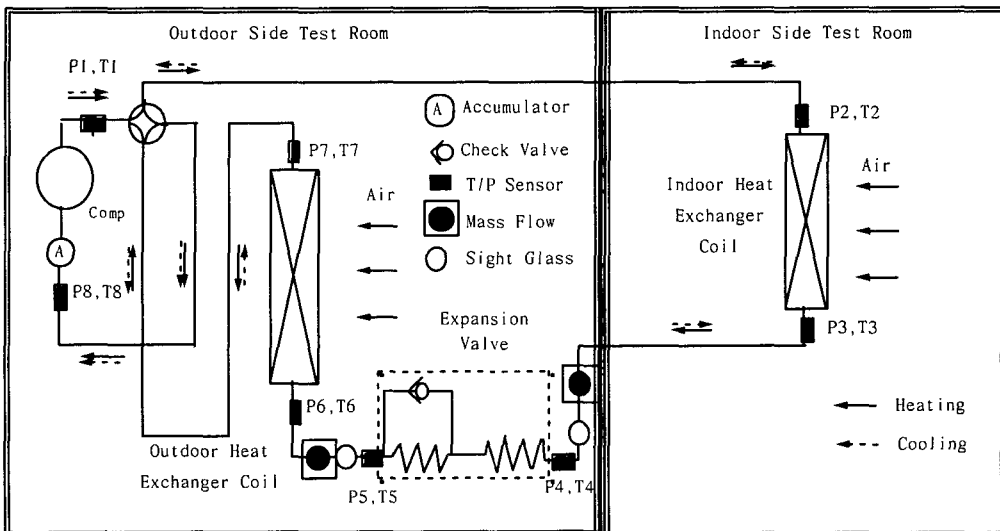 Outdoor Side Test Room
Indoor Side Test Room
P1,T1
A Accumulator
P2,T2
Check Valve
P7,T7
T/P Sensor
Air
Indoor Heat
Exchanger
Coil
Air
Comp
Mass Flow
A
Sight Glass
P8,T8
Expansion
Valve
P3,T3
P6,T6
Heating
Outdoor Heat
Exchanger Coil
Cooling
P5,T5
P4,T4